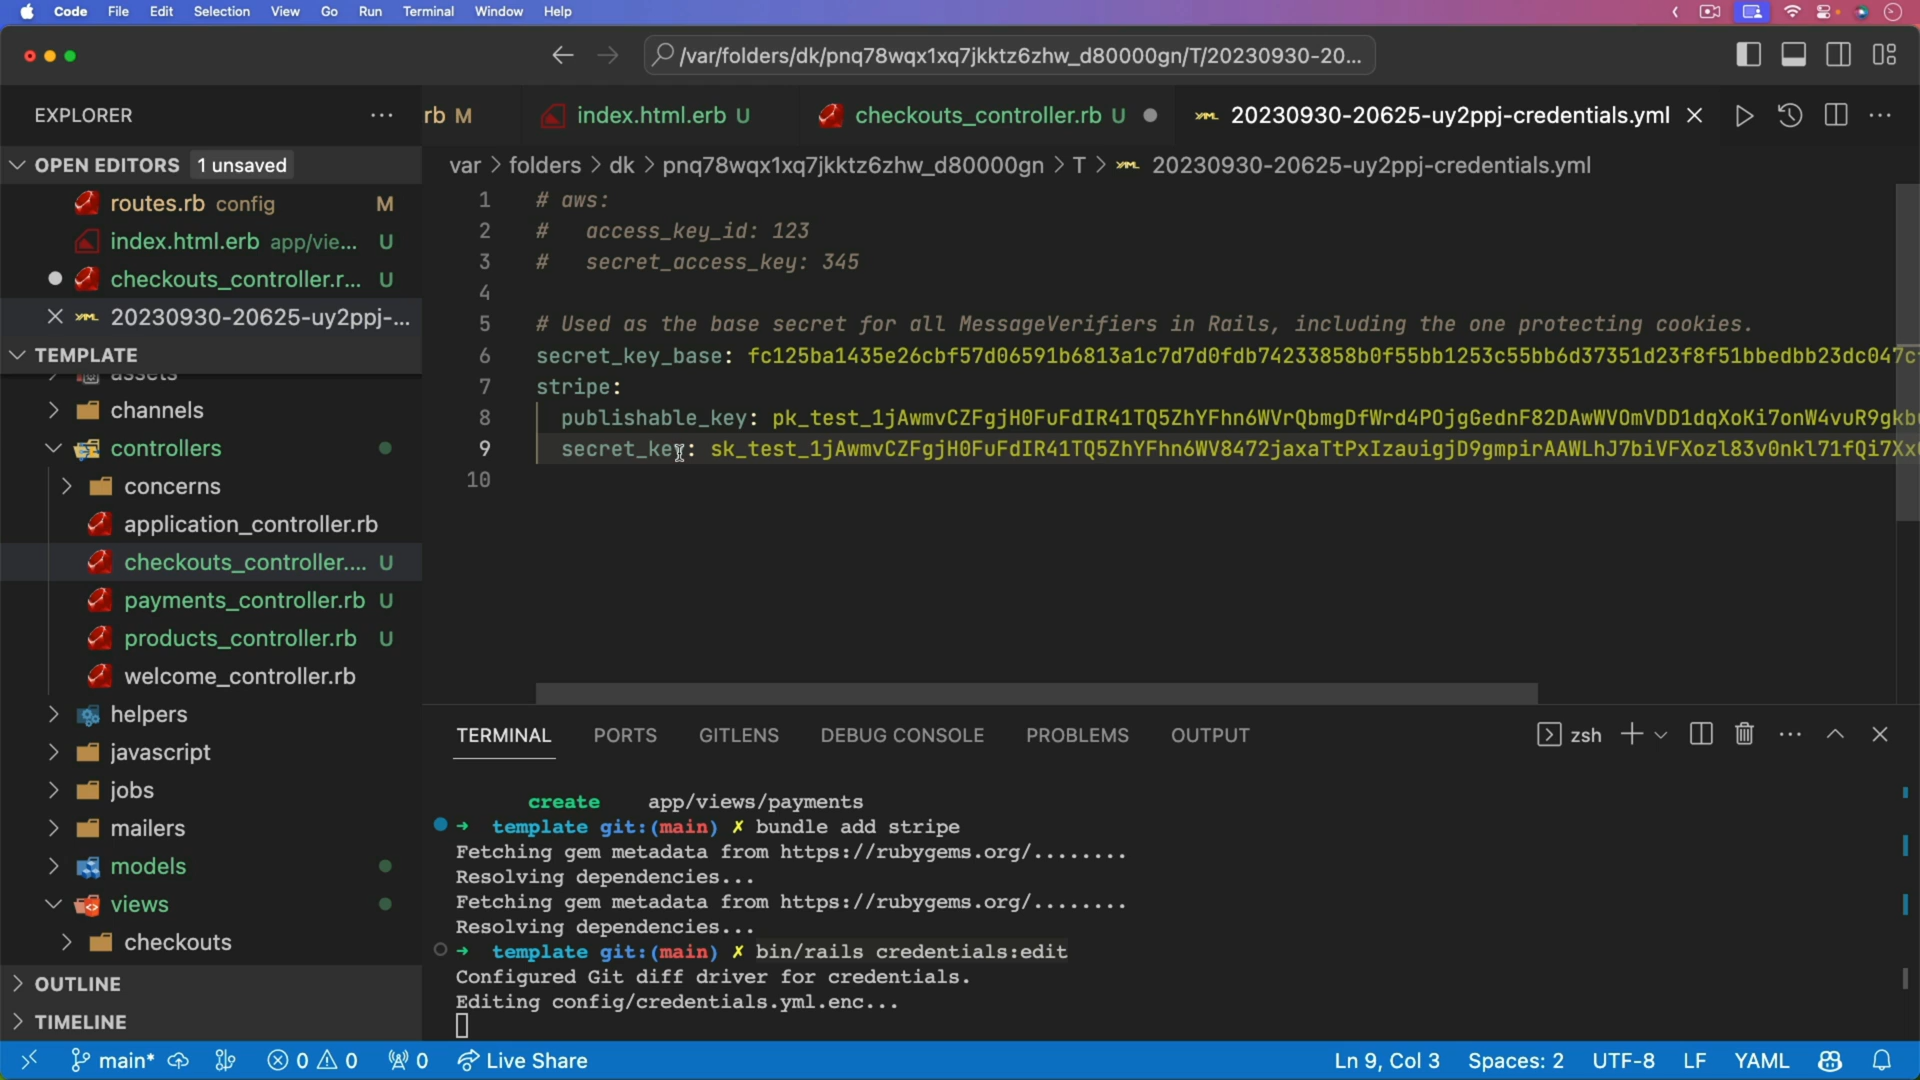 Code File Edit Selection View Go Run Terminal Window Help
/var/folders/dk/pnq78wqx1xq7jkktz6zhw_d80000gn/T/20230930-20...
EXPLORER
rb M
index.html.erb U
checkouts_controller.rb U
20230930-20625-uy2ppj-credentials.yml
OPEN EDITORS 1 unsaved
routes.rb config M
index.html.erb app/vie... U
checkouts_controller.r... U
20230930-20625-uy2ppj-...
TEMPLATE
assets
channels
controllers
concerns
application_controller.rb
checkouts_controller.... U
payments_controller.rb U
products_controller.rb U
welcome_controller.rb
helpers
javascript
jobs
mailers
models
views
checkouts
OUTLINE
TIMELINE
var > folders > dk > pnq78wqx1xq7jkktz6zhw_d80000gn > T > 20230930-20625-uy2ppj-credentials.yml
1 # aws:
2 #   access_key_id: 123
3 #   secret_access_key: 345
4
5 # Used as the base secret for all MessageVerifiers in Rails, including the one protecting cookies.
6 secret_key_base:
7 stripe:
8   publishable_key:
9   secret_key:
10
TERMINAL PORTS GITLENS DEBUG CONSOLE PROBLEMS OUTPUT
zsh
create app/views/payments
template git:(main) ✗ bundle add stripe
Fetching gem metadata from https://rubygems.org/........
Resolving dependencies...
Fetching gem metadata from https://rubygems.org/........
Resolving dependencies...
template git:(main) ✗ bin/rails credentials:edit
Configured Git diff driver for credentials.
Editing config/credentials.yml.enc...
main* 0 0 0 Live Share
Ln 9, Col 3 Spaces: 2 UTF-8 LF YAML